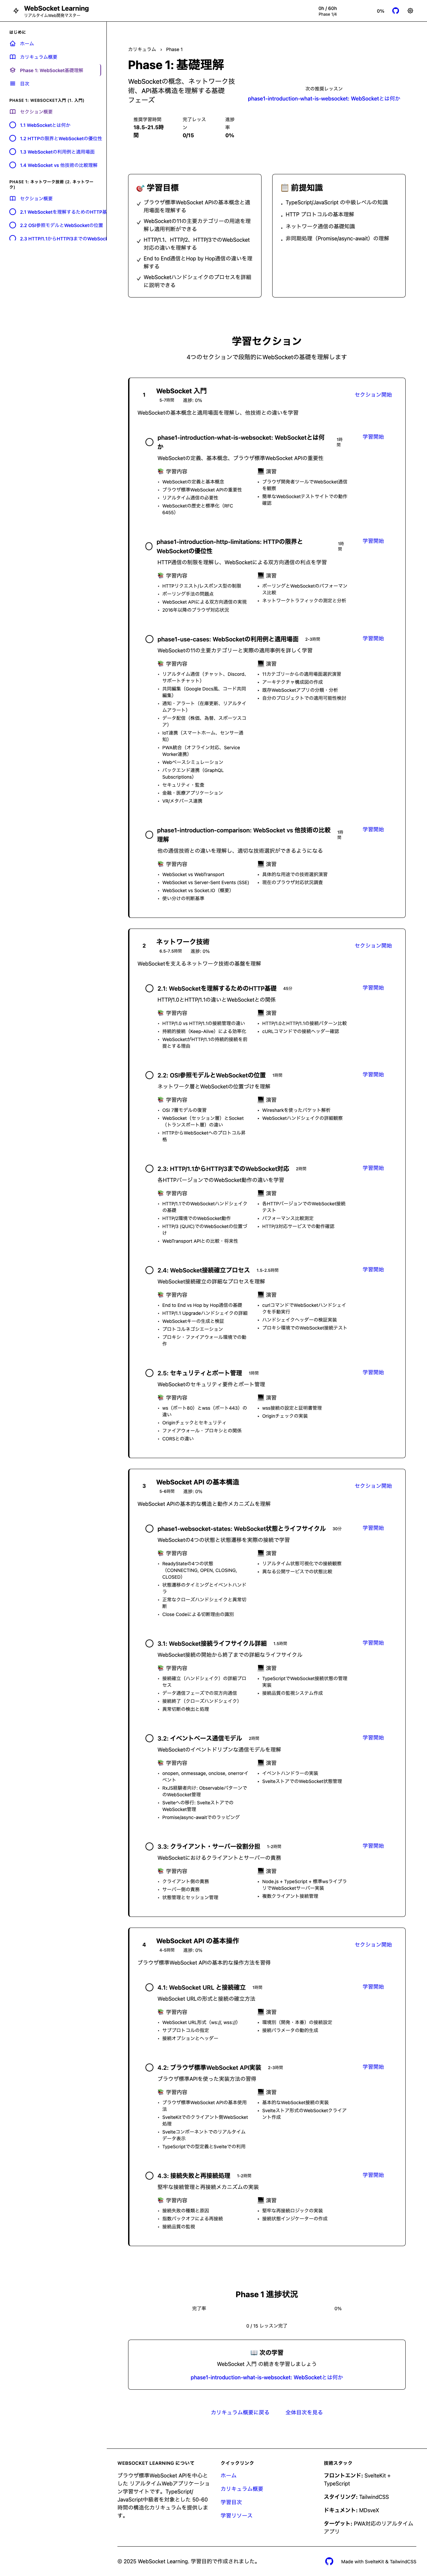 WebSocket Learning
リアルタイムWeb開発マスター
0h / 60h
Phase 1/4
0%
はじめに
ホーム
カリキュラム概要
Phase 1: WebSocket基礎理解
目次
PHASE 1: WEBSOCKET入門 (1. 入門)
セクション概要
1.1 WebSocketとは何か
1.2 HTTPの限界とWebSocketの優位性
1.3 WebSocketの利用例と適用場面
1.4 WebSocket vs 他技術の比較理解
PHASE 1: ネットワーク技術 (2. ネットワーク)
セクション概要
2.1 WebSocketを理解するためのHTTP基
2.2 OSI参照モデルとWebSocketの位置
2.3 HTTP/1.1からHTTP/3までのWebSoc
カリキュラム › Phase 1
Phase 1: 基礎理解
WebSocketの概念、ネットワーク技
術、API基本構造を理解する基礎
フェーズ
次の推奨レッスン
phase1-introduction-what-is-websocket: WebSocketとは何か
推奨学習時間
18.5-21.5時
間
完了レッス
ン
0/15
進捗
率
0%
🎯 学習目標
ブラウザ標準WebSocket APIの基本概念と適
用場面を理解する
WebSocketの11の主要カテゴリーの用途を理
解し適用判断ができる
HTTP/1.1、HTTP/2、HTTP/3でのWebSocket
対応の違いを理解する
End to End通信とHop by Hop通信の違いを理
解する
WebSocketハンドシェイクのプロセスを詳細
に説明できる
📋 前提知識
TypeScript/JavaScript の中級レベルの知識
HTTP プロトコルの基本理解
ネットワーク通信の基礎知識
非同期処理（Promise/async-await）の理解
学習セクション
4つのセクションで段階的にWebSocketの基礎を理解します
1
WebSocket 入門
5-7時間 進捗: 0%
セクション開始
WebSocketの基本概念と適用場面を理解し、他技術との違いを学習
phase1-introduction-what-is-websocket: WebSocketとは何
か
1時
間
学習開始
WebSocketの定義、基本概念、ブラウザ標準WebSocket APIの重要性
📚 学習内容
WebSocketの定義と基本概念
ブラウザ標準WebSocket APIの重要性
リアルタイム通信の必要性
WebSocketの歴史と標準化（RFC
6455）
💻 演習
ブラウザ開発者ツールでWebSocket通信
を観察
簡単なWebSocketテストサイトでの動作
確認
phase1-introduction-http-limitations: HTTPの限界と
WebSocketの優位性
1時
間
学習開始
HTTP通信の制限を理解し、WebSocketによる双方向通信の利点を学習
📚 学習内容
HTTPリクエスト/レスポンス型の制限
ポーリング手法の問題点
WebSocket APIによる双方向通信の実現
2016年以降のブラウザ対応状況
💻 演習
ポーリングとWebSocketのパフォーマン
ス比較
ネットワークトラフィックの測定と分析
phase1-use-cases: WebSocketの利用例と適用場面 2-3時間
学習開始
WebSocketの11の主要カテゴリーと実際の適用事例を詳しく学習
📚 学習内容
リアルタイム通信（チャット、Discord、
サポートチャット）
共同編集（Google Docs風、コード共同
編集）
通知・アラート（在庫更新、リアルタイ
ムアラート）
データ配信（株価、為替、スポーツスコ
ア）
IoT連携（スマートホーム、センサー通
知）
PWA統合（オフライン対応、Service
Worker連携）
Webベースシミュレーション
バックエンド連携（GraphQL
Subscriptions）
セキュリティ・監査
金融・医療アプリケーション
VR/メタバース連携
💻 演習
11カテゴリーからの適用場面選択演習
アーキテクチャ構成図の作成
既存WebSocketアプリの分類・分析
自分のプロジェクトでの適用可能性検討
phase1-introduction-comparison: WebSocket vs 他技術の比較
理解
1時
間
学習開始
他の通信技術との違いを理解し、適切な技術選択ができるようになる
📚 学習内容
WebSocket vs WebTransport
WebSocket vs Server-Sent Events (SSE)
WebSocket vs Socket.IO（概要）
使い分けの判断基準
💻 演習
具体的な用途での技術選択演習
現在のブラウザ対応状況調査
2
ネットワーク技術
6.5-7.5時間 進捗: 0%
セクション開始
WebSocketを支えるネットワーク技術の基盤を理解
2.1: WebSocketを理解するためのHTTP基礎 45分
学習開始
HTTP/1.0とHTTP/1.1の違いとWebSocketとの関係
📚 学習内容
HTTP/1.0 vs HTTP/1.1の接続管理の違い
持続的接続（Keep-Alive）による効率化
WebSocketがHTTP/1.1の持続的接続を前
提とする理由
💻 演習
HTTP/1.0とHTTP/1.1の接続パターン比較
cURLコマンドでの接続ヘッダー確認
2.2: OSI参照モデルとWebSocketの位置 1時間
学習開始
ネットワーク層とWebSocketの位置づけを理解
📚 学習内容
OSI 7層モデルの復習
WebSocket（セッション層）とSocket
（トランスポート層）の違い
HTTPからWebSocketへのプロトコル昇
格
💻 演習
Wiresharkを使ったパケット解析
WebSocketハンドシェイクの詳細観察
2.3: HTTP/1.1からHTTP/3までのWebSocket対応 2時間
学習開始
各HTTPバージョンでのWebSocket動作の違いを学習
📚 学習内容
HTTP/1.1でのWebSocketハンドシェイク
の基礎
HTTP/2環境でのWebSocket動作
HTTP/3 (QUIC)でのWebSocketの位置づ
け
WebTransport APIとの比較・将来性
💻 演習
各HTTPバージョンでのWebSocket接続
テスト
パフォーマンス比較測定
HTTP/3対応サービスでの動作確認
2.4: WebSocket接続確立プロセス 1.5-2.5時間
学習開始
WebSocket接続確立の詳細なプロセスを理解
📚 学習内容
End to End vs Hop by Hop通信の基礎
HTTP/1.1 Upgradeハンドシェイクの詳細
WebSocketキーの生成と検証
プロトコルネゴシエーション
プロキシ・ファイアウォール環境での動
作
💻 演習
curlコマンドでWebSocketハンドシェイ
クを手動実行
ハンドシェイクヘッダーの検証実装
プロキシ環境でのWebSocket接続テスト
2.5: セキュリティとポート管理 1時間
学習開始
WebSocketのセキュリティ要件とポート管理
📚 学習内容
ws（ポート80）とwss（ポート443）の
違い
Originチェックとセキュリティ
ファイアウォール・プロキシとの関係
CORSとの違い
💻 演習
wss接続の設定と証明書管理
Originチェックの実装
3
WebSocket API の基本構造
5-6時間 進捗: 0%
セクション開始
WebSocket APIの基本的な構造と動作メカニズムを理解
phase1-websocket-states: WebSocket状態とライフサイクル 30分
学習開始
WebSocketの4つの状態と状態遷移を実際の接続で学習
📚 学習内容
ReadyStateの4つの状態
（CONNECTING, OPEN, CLOSING,
CLOSED）
状態遷移のタイミングとイベントハンド
ラ
正常なクローズハンドシェイクと異常切
断
Close Codeによる切断理由の識別
💻 演習
リアルタイム状態可視化での接続観察
異なる公開サービスでの状態比較
3.1: WebSocket接続ライフサイクル詳細 1.5時間
学習開始
WebSocket接続の開始から終了までの詳細なライフサイクル
📚 学習内容
接続確立（ハンドシェイク）の詳細プロ
セス
データ通信フェーズでの双方向通信
接続終了（クローズハンドシェイク）
異常切断の検出と処理
💻 演習
TypeScriptでWebSocket接続状態の管理
実装
接続品質の監視システム作成
3.2: イベントベース通信モデル 2時間
学習開始
WebSocketのイベントドリブンな通信モデルを理解
📚 学習内容
onopen, onmessage, onclose, onerrorイ
ベント
RxJS経験者向け: Observableパターンで
のWebSocket管理
Svelteへの移行: Svelteストアでの
WebSocket管理
Promise/async-awaitでのラッピング
💻 演習
イベントハンドラーの実装
SvelteストアでのWebSocket状態管理
3.3: クライアント・サーバー役割分担 1-2時間
学習開始
WebSocketにおけるクライアントとサーバーの責務
📚 学習内容
クライアント側の責務
サーバー側の責務
状態管理とセッション管理
💻 演習
Node.js + TypeScript + 標準wsライブラ
リでWebSocketサーバー実装
複数クライアント接続管理
4
WebSocket API の基本操作
4-5時間 進捗: 0%
セクション開始
ブラウザ標準WebSocket APIの基本的な操作方法を習得
4.1: WebSocket URL と接続確立 1時間
学習開始
WebSocket URLの形式と接続の確立方法
📚 学習内容
WebSocket URL形式（ws://, wss://）
サブプロトコルの指定
接続オプションとヘッダー
💻 演習
環境別（開発・本番）の接続設定
接続パラメータの動的生成
4.2: ブラウザ標準WebSocket API実装 2-3時間
学習開始
ブラウザ標準APIを使った実装方法の習得
📚 学習内容
ブラウザ標準WebSocket APIの基本使用
法
SvelteKitでのクライアント側WebSocket
処理
Svelteコンポーネントでのリアルタイム
データ表示
TypeScriptでの型定義とSvelteでの利用
💻 演習
基本的なWebSocket接続の実装
Svelteストア形式のWebSocketクライア
ント作成
4.3: 接続失敗と再接続処理 1-2時間
学習開始
堅牢な接続管理と再接続メカニズムの実装
📚 学習内容
接続失敗の種類と原因
指数バックオフによる再接続
接続品質の監視
💻 演習
堅牢な再接続ロジックの実装
接続状態インジケーターの作成
Phase 1 進捗状況
完了率 0%
0 / 15 レッスン完了
📖 次の学習
WebSocket 入門 の続きを学習しましょう
phase1-introduction-what-is-websocket: WebSocketとは何か
カリキュラム概要に戻る 全体目次を見る
WEBSOCKET LEARNING について
ブラウザ標準WebSocket APIを中心と
した リアルタイムWebアプリケーショ
ン学習サイトです。TypeScript/
JavaScript中級者を対象とした 50-60
時間の構造化カリキュラムを提供しま
す。
クイックリンク
ホーム
カリキュラム概要
学習目次
学習リソース
技術スタック
フロントエンド: SvelteKit +
TypeScript
スタイリング: TailwindCSS
ドキュメント: MDsveX
ターゲット: PWA対応のリアルタイム
アプリ
© 2025 WebSocket Learning. 学習目的で作成されました。
Made with SvelteKit & TailwindCSS